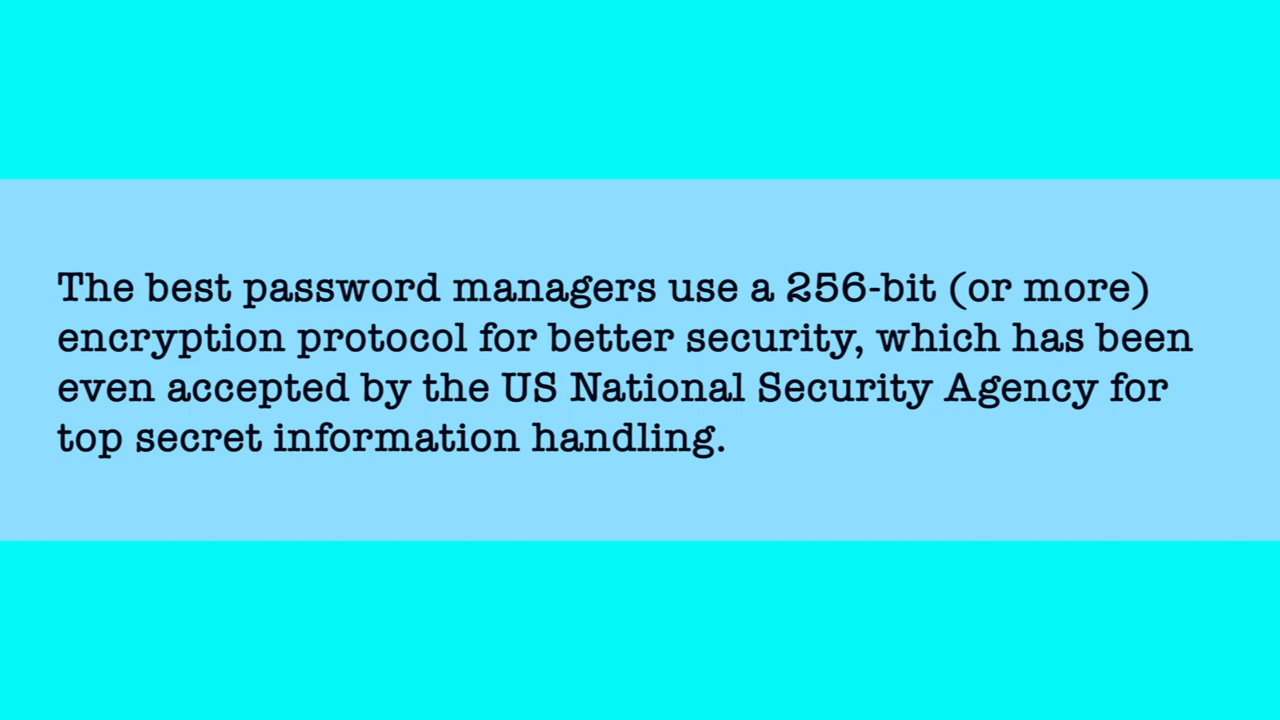 The best password managers use a 256-bit (or more)
encryption protocol for better security, which has been
even accepted by the US National Security Agency for
top secret information handling.